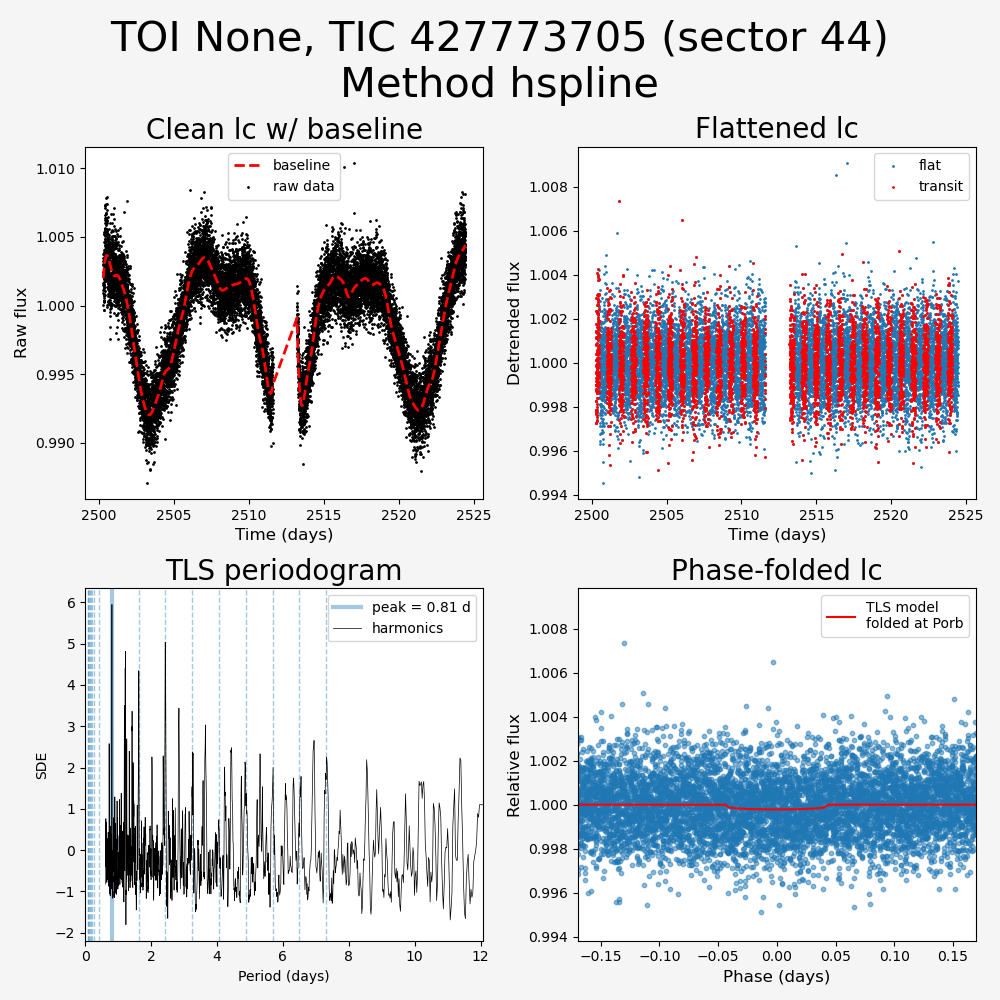 TOI None, TIC 427773705 (sector 44)
Method hspline
Clean lc w/ baseline
baseline
raw data
Raw flux
1.010
1.005
1.000
0.995
0.990
2500 2505 2510 2515 2520 2525
Time (days)
Flattened lc
flat
transit
Detrended flux
1.008
1.006
1.004
1.002
1.000
0.998
0.996
0.994
2500 2505 2510 2515 2520 2525
Time (days)
TLS periodogram
peak = 0.81 d
harmonics
SDE
6
5
4
3
2
1
0
−1
−2
0 2 4 6 8 10 12
Period (days)
Phase-folded lc
TLS model
folded at Porb
Relative flux
1.008
1.006
1.004
1.002
1.000
0.998
0.996
0.994
−0.15 −0.10 −0.05 0.00 0.05 0.10 0.15
Phase (days)